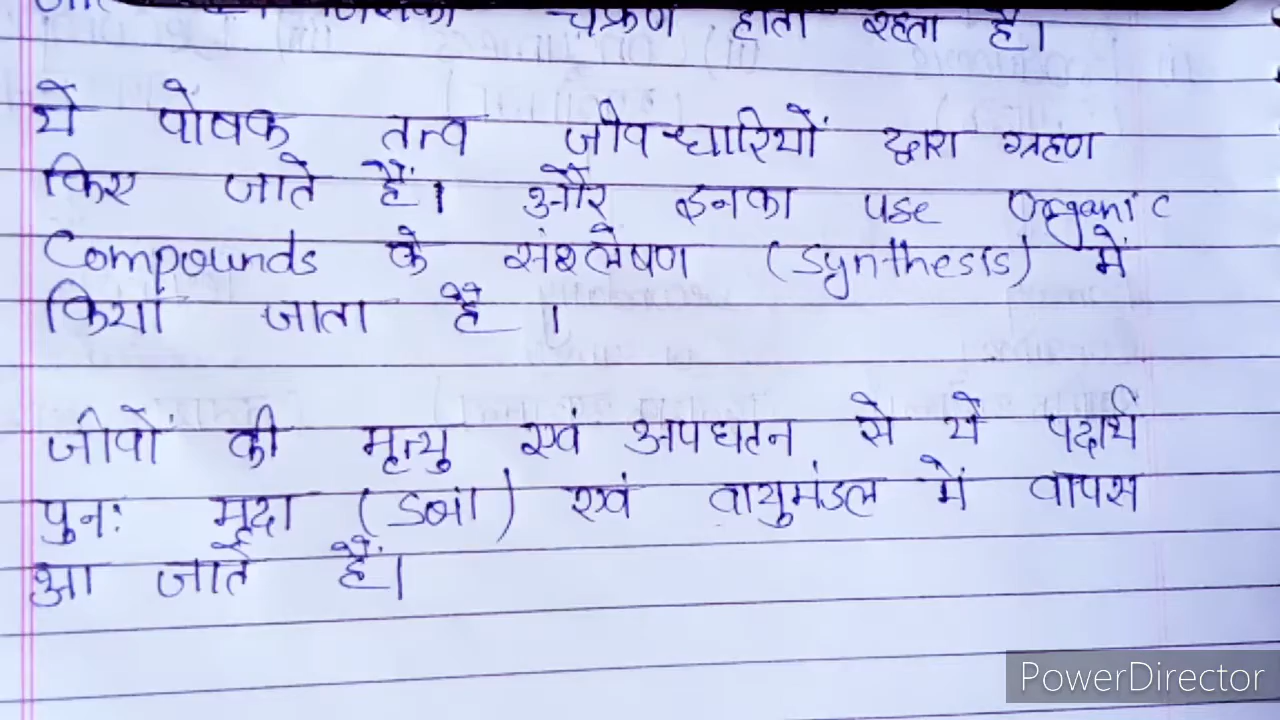 चक्रण होता रहता है।
ये पोषक तत्व जीवधारियों द्वारा ग्रहण
किए जाते हैं। और इनका use organic
Compounds के संश्लेषण (synthesis) में
किया जाता है।
जीवों की मृत्यु एवं अपघटन से ये पदार्थ
पुनः मृदा (soil) एवं वायुमंडल में वापस
आ जाते हैं।
PowerDirector